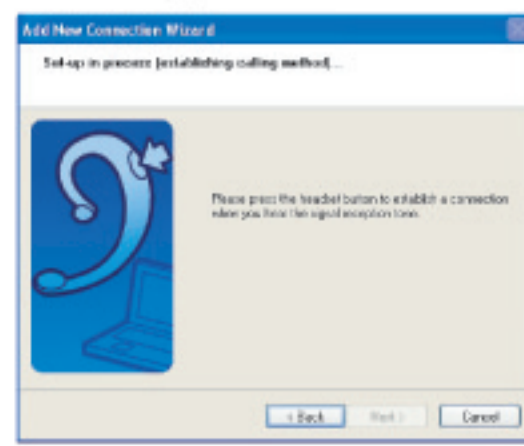 Add New Connection Wizard
Set-up in process (establishing calling method)...
Please press the headset button to establish a connection
when you hear the signal reception tone.
< Back
Next >
Cancel